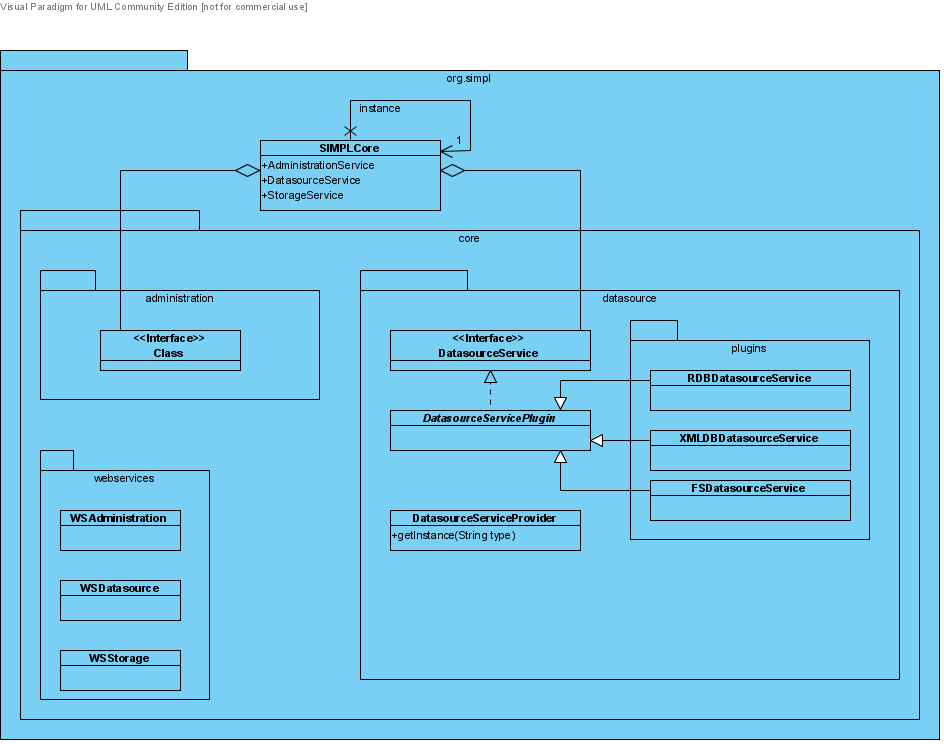 Visual Paradigm for UML Community Edition [not for commercial use]
org.simpl
instance
1
SIMPLCore
+AdministrationService
+DatasourceService
+StorageService
core
administration
<<Interface>>
Class
datasource
<<Interface>>
DatasourceService
plugins
RDBDatasourceService
DatasourceServicePlugin
XMLDBDatasourceService
FSDatasourceService
DatasourceServiceProvider
+getInstance(String type)
webservices
WSAdministration
WSDatasource
WSStorage